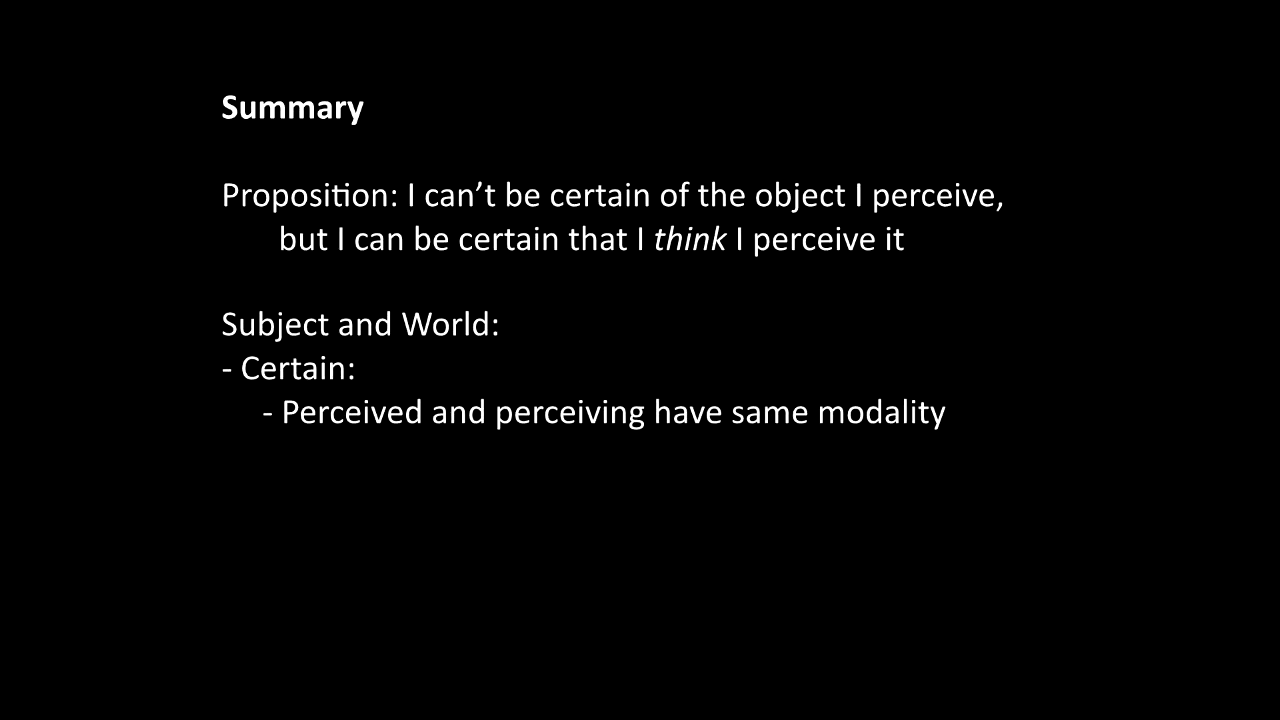 Summary
Proposition: I can’t be certain of the object I perceive,
but I can be certain that I think I perceive it
Subject and World:
- Certain:
- Perceived and perceiving have same modality